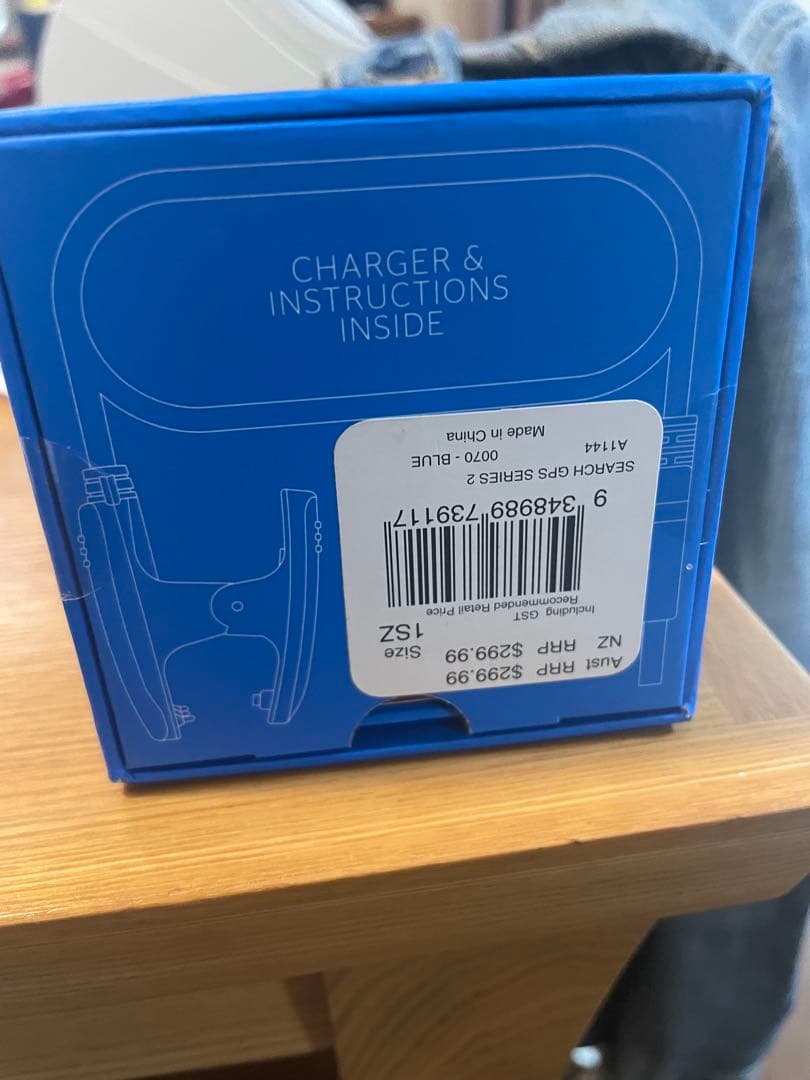 CHARGER &
INSTRUCTIONS
INSIDE
Aust RRP $299.99
NZ RRP $299.99
Size
1SZ
Including GST
Recommended Retail Price
9 348989 739117
SEARCH GPS SERIES 2
A1144 0070 - BLUE
Made in China